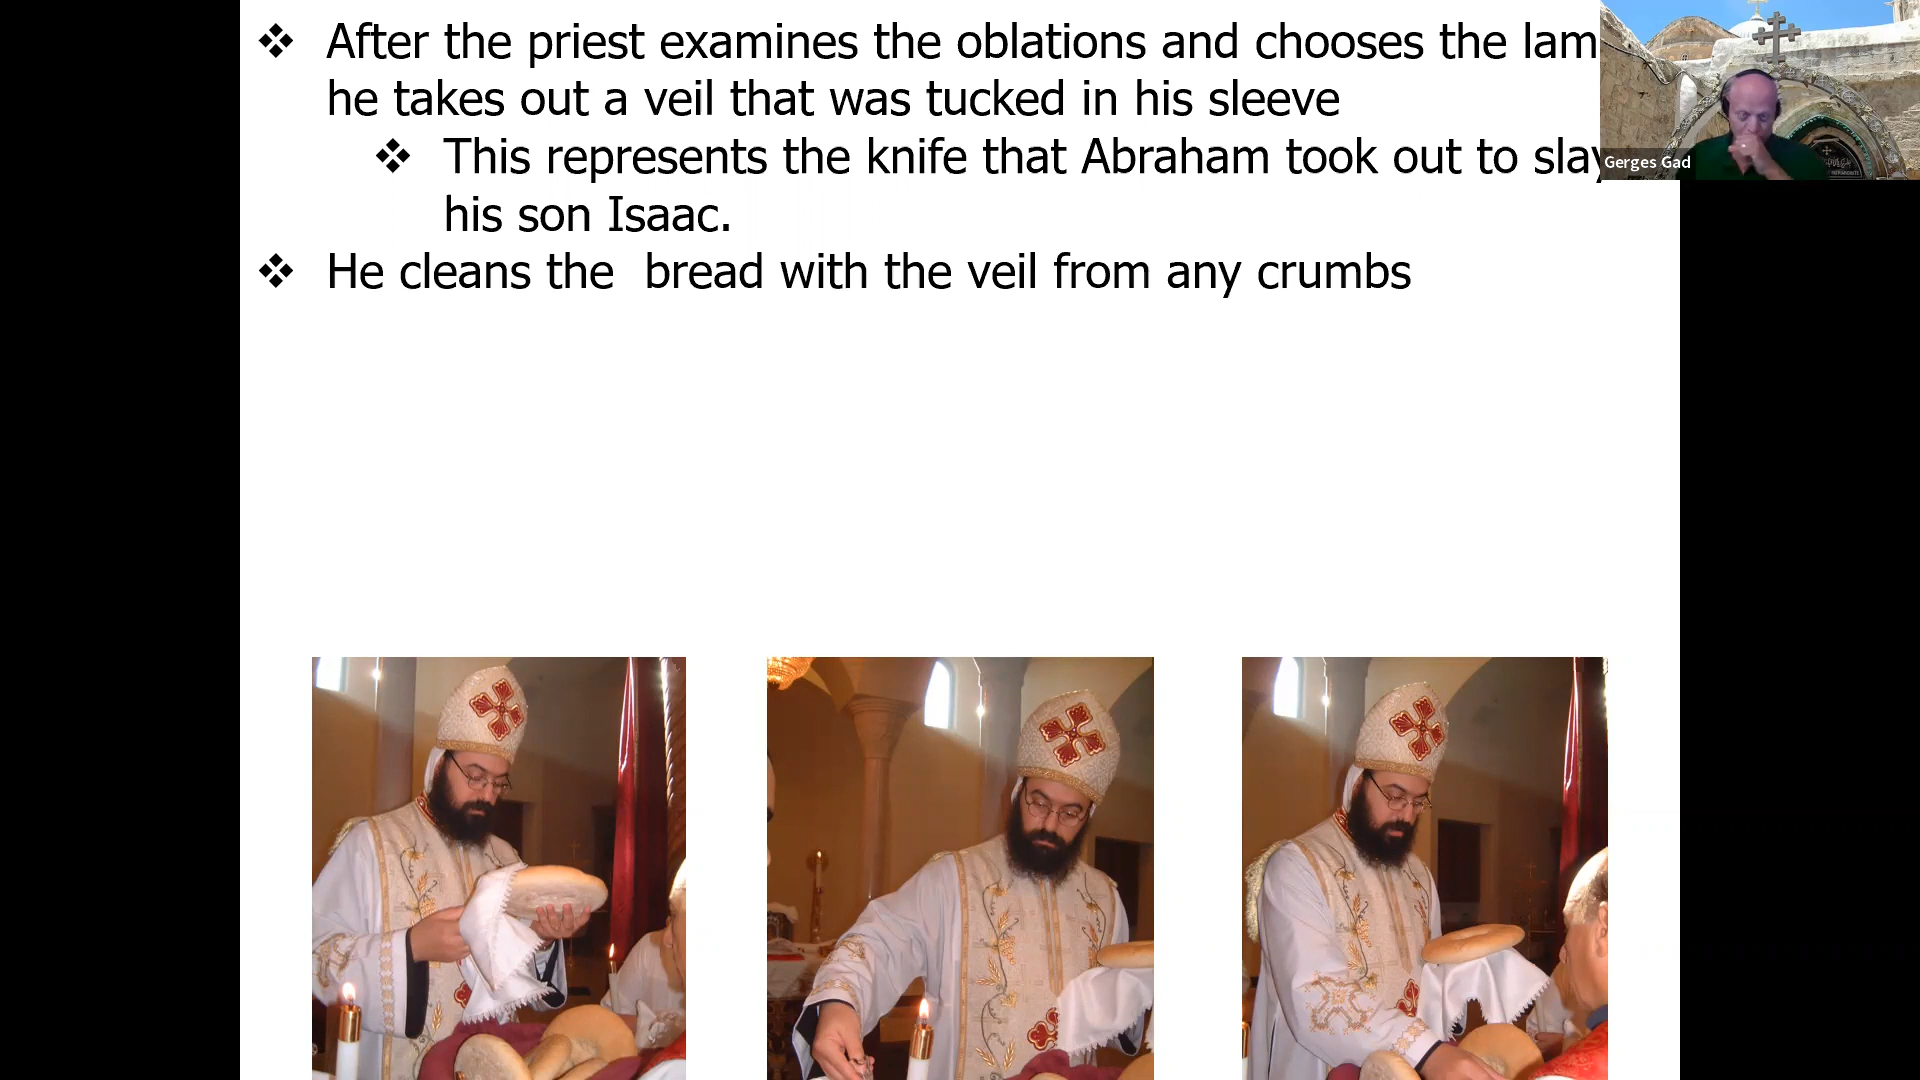 ❖ After the priest examines the oblations and chooses the lam
he takes out a veil that was tucked in his sleeve
❖ This represents the knife that Abraham took out to slay
his son Isaac.
❖ He cleans the bread with the veil from any crumbs
Gerges Gad